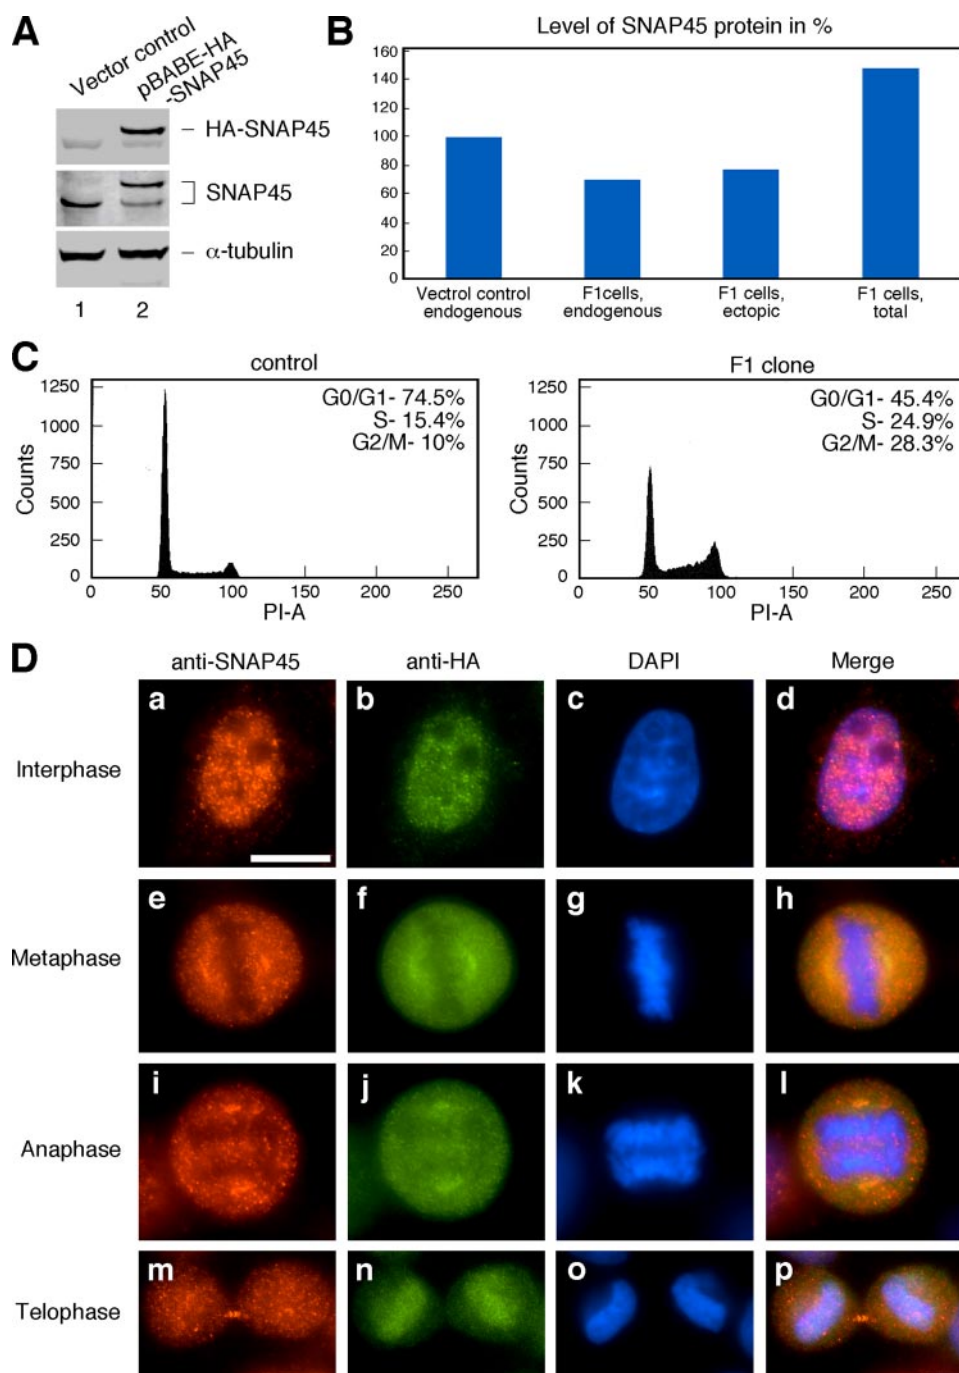 A
Vector control
pBABE-HA
-SNAP45
HA-SNAP45
SNAP45
α-tubulin
1 2
B
Level of SNAP45 protein in %
160
140
120
100
80
60
40
20
0
Vectrol control
endogenous
F1cells,
endogenous
F1 cells,
ectopic
F1 cells,
total
C
control
Counts
1250
1000
750
500
250
0
G0/G1- 74.5%
S- 15.4%
G2/M- 10%
0 50 100 150 200 250
PI-A
F1 clone
Counts
1250
1000
750
500
250
0
G0/G1- 45.4%
S- 24.9%
G2/M- 28.3%
0 50 100 150 200 250
PI-A
D
anti-SNAP45 anti-HA DAPI Merge
Interphase
a b c d
Metaphase
e f g h
Anaphase
i j k l
Telophase
m n o p